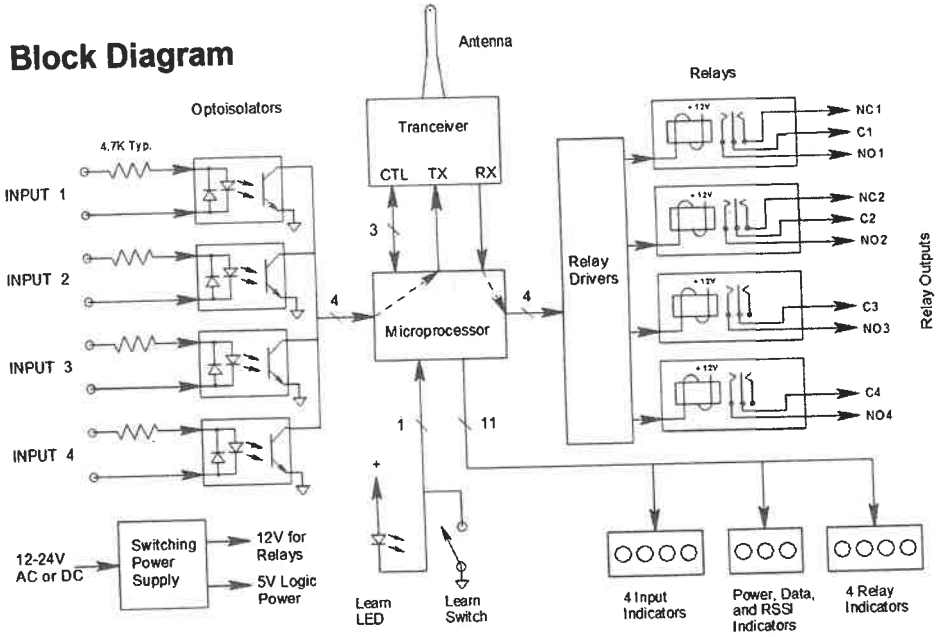 Block Diagram
Antenna
Optoisolators
Relays
4.7K Typ.
INPUT 1
INPUT 2
INPUT 3
INPUT 4
Tranceiver
CTL TX RX
3
4
Microprocessor
4
1
11
Relay
Drivers
+12V
NC1
C1
NO1
+12V
NC2
C2
NO2
+12V
C3
NO3
+12V
C4
NO4
Relay Outputs
12-24V
AC or DC
Switching
Power
Supply
12V for
Relays
5V Logic
Power
+
Learn
LED
Learn
Switch
4 Input
Indicators
Power, Data,
and RSSI
Indicators
4 Relay
Indicators